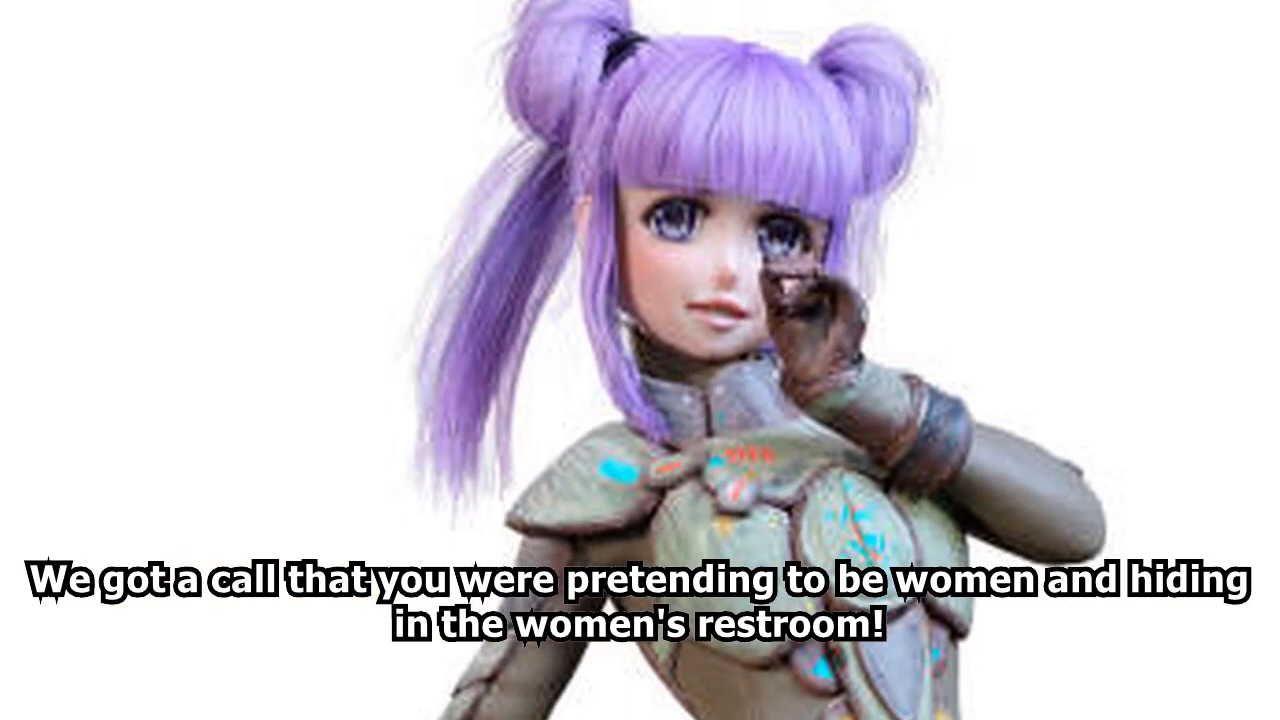 We got a call that you were pretending to be women and hiding
in the women's restroom!